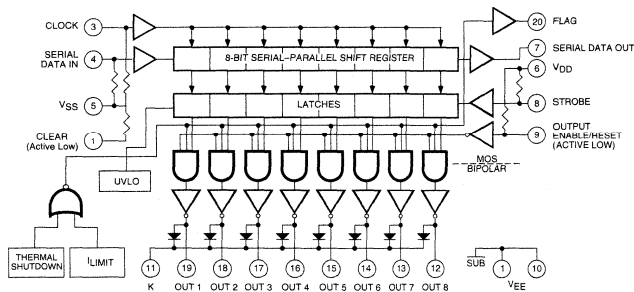 CLOCK 3
20 FLAG
SERIAL
DATA IN 4
8-BIT SERIAL-PARALLEL SHIFT REGISTER
7 SERIAL DATA OUT
6 VDD
VSS 5
LATCHES
8 STROBE
CLEAR 1
(Active Low)
9 OUTPUT
ENABLE/RESET
(ACTIVE LOW)
MOS
BIPOLAR
UVLO
THERMAL
SHUTDOWN
ILIMIT
SUB
11 19 18 17 16 15 14 13 12 1 10
K OUT 1 OUT 2 OUT 3 OUT 4 OUT 5 OUT 6 OUT 7 OUT 8 VEE